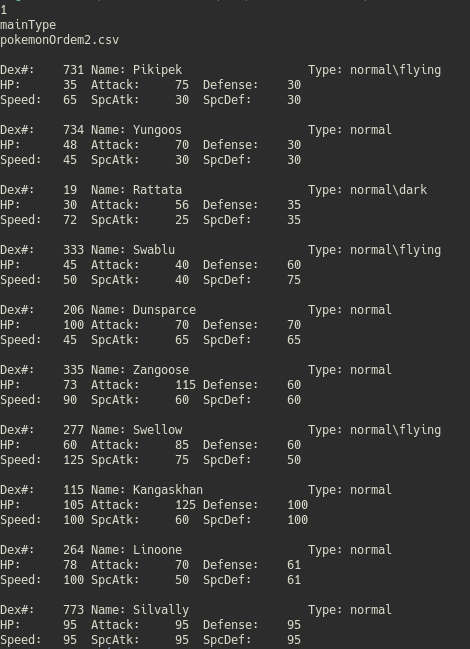 1
mainType
pokemonOrdem2.csv
Dex#: 731 Name: Pikipek Type: normal\flying
HP: 35 Attack: 75 Defense: 30
Speed: 65 SpcAtk: 30 SpcDef: 30
Dex#: 734 Name: Yungoos Type: normal
HP: 48 Attack: 70 Defense: 30
Speed: 45 SpcAtk: 30 SpcDef: 30
Dex#: 19 Name: Rattata Type: normal\dark
HP: 30 Attack: 56 Defense: 35
Speed: 72 SpcAtk: 25 SpcDef: 35
Dex#: 333 Name: Swablu Type: normal\flying
HP: 45 Attack: 40 Defense: 60
Speed: 50 SpcAtk: 40 SpcDef: 75
Dex#: 206 Name: Dunsparce Type: normal
HP: 100 Attack: 70 Defense: 70
Speed: 45 SpcAtk: 65 SpcDef: 65
Dex#: 335 Name: Zangoose Type: normal
HP: 73 Attack: 115 Defense: 60
Speed: 90 SpcAtk: 60 SpcDef: 60
Dex#: 277 Name: Swellow Type: normal\flying
HP: 60 Attack: 85 Defense: 60
Speed: 125 SpcAtk: 75 SpcDef: 50
Dex#: 115 Name: Kangaskhan Type: normal
HP: 105 Attack: 125 Defense: 100
Speed: 100 SpcAtk: 60 SpcDef: 100
Dex#: 264 Name: Linoone Type: normal
HP: 78 Attack: 70 Defense: 61
Speed: 100 SpcAtk: 50 SpcDef: 61
Dex#: 773 Name: Silvally Type: normal
HP: 95 Attack: 95 Defense: 95
Speed: 95 SpcAtk: 95 SpcDef: 95